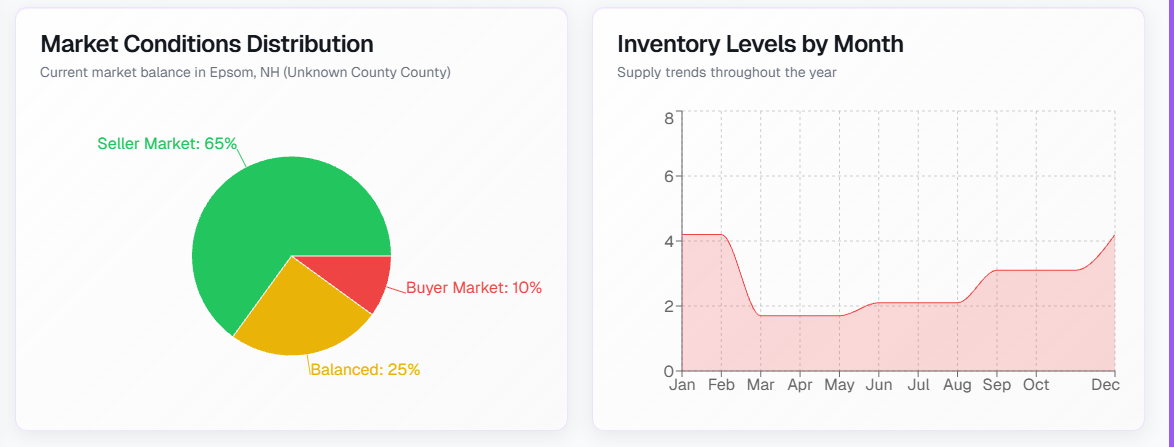 Market Conditions Distribution
Current market balance in Epsom, NH (Unknown County County)
Seller Market: 65%
Buyer Market: 10%
Balanced: 25%
Inventory Levels by Month
Supply trends throughout the year
8
6
4
2
0
Jan Feb Mar Apr May Jun Jul Aug Sep Oct Dec